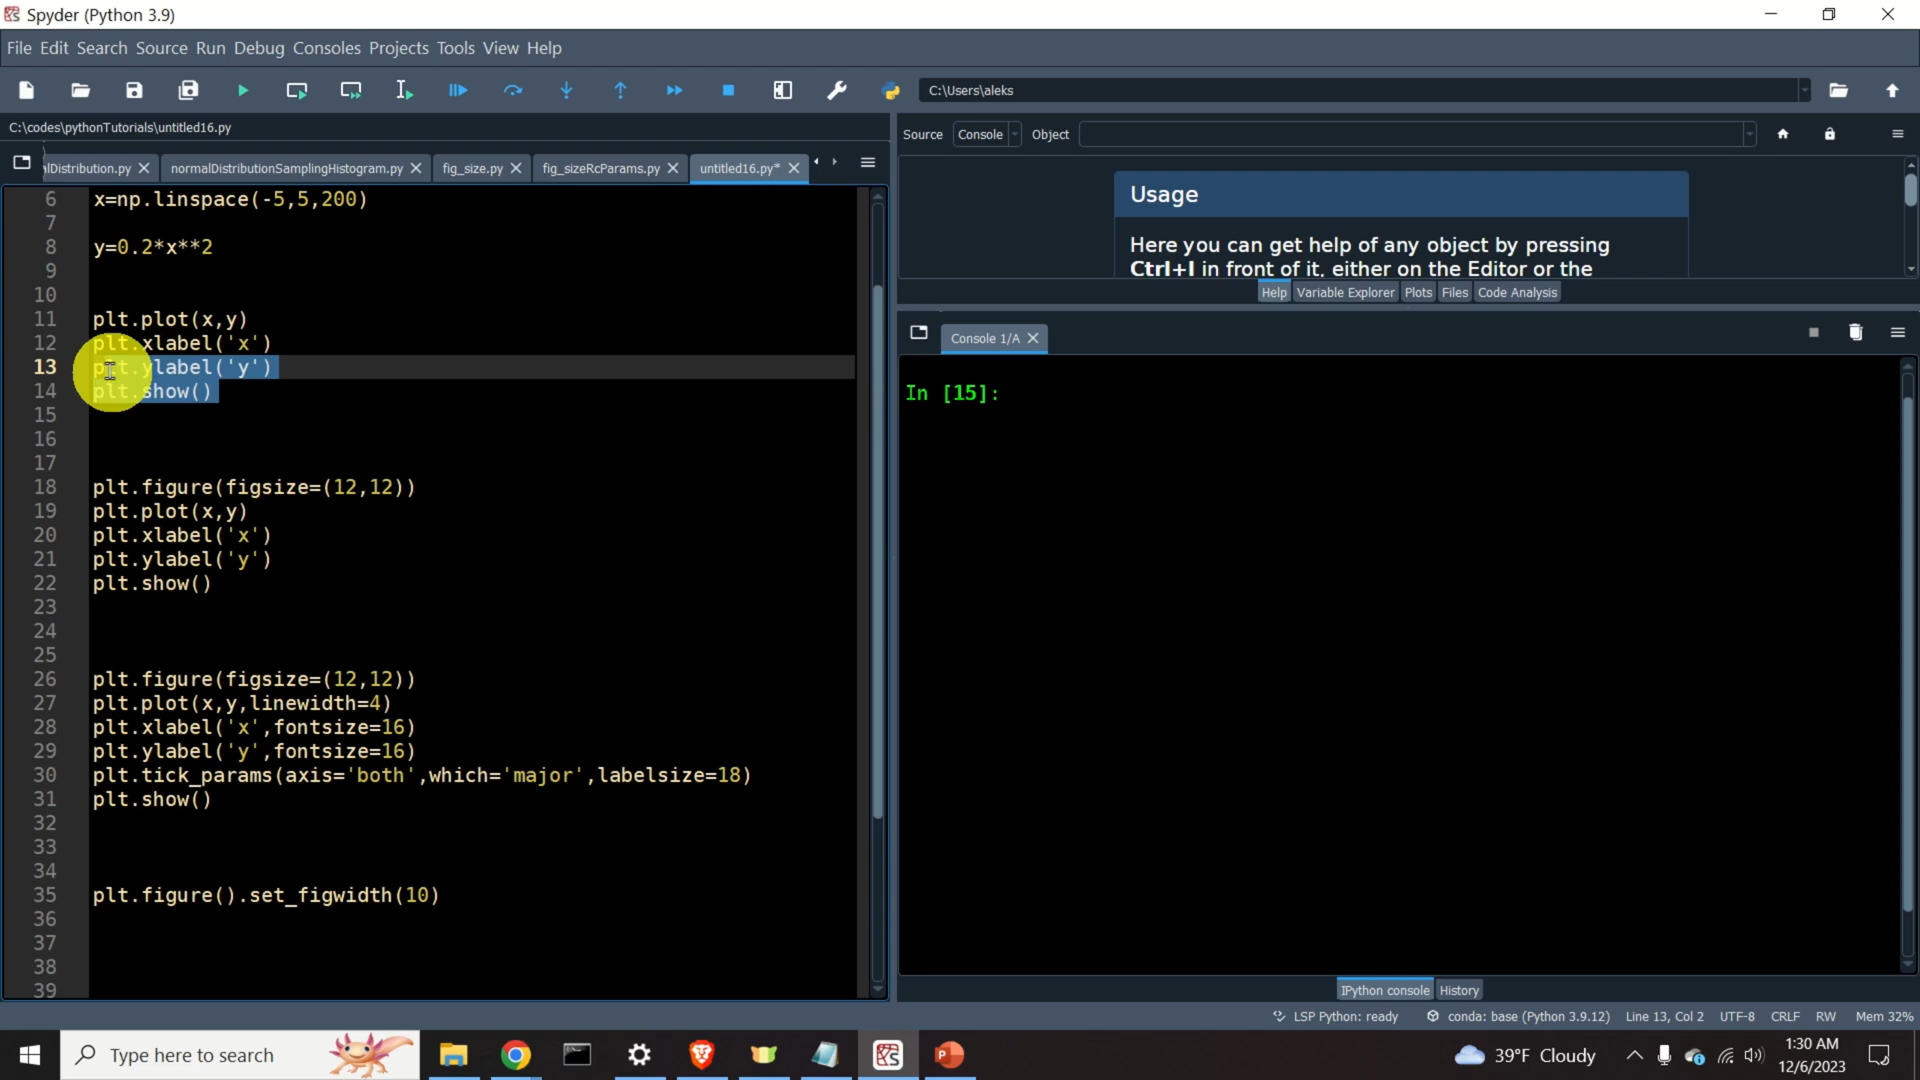 Spyder (Python 3.9)
File Edit Search Source Run Debug Consoles Projects Tools View Help
C:\Users\aleks
C:\codes\pythonTutorials\untitled16.py
Source Console Object
lDistribution.py normalDistributionSamplingHistogram.py fig_size.py fig_sizeRcParams.py untitled16.py*
Usage
Here you can get help of any object by pressing
Ctrl+I in front of it, either on the Editor or the
Help Variable Explorer Plots Files Code Analysis
Console 1/A
In [15]:
6 x=np.linspace(-5,5,200)
7
8 y=0.2*x**2
9
10
11 plt.plot(x,y)
12 plt.xlabel('x')
13 plt.ylabel('y')
14 plt.show()
15
16
17
18 plt.figure(figsize=(12,12))
19 plt.plot(x,y)
20 plt.xlabel('x')
21 plt.ylabel('y')
22 plt.show()
23
24
25
26 plt.figure(figsize=(12,12))
27 plt.plot(x,y,linewidth=4)
28 plt.xlabel('x',fontsize=16)
29 plt.ylabel('y',fontsize=16)
30 plt.tick_params(axis='both',which='major',labelsize=18)
31 plt.show()
32
33
34
35 plt.figure().set_figwidth(10)
36
37
38
39
IPython console History
LSP Python: ready conda: base (Python 3.9.12) Line 13, Col 2 UTF-8 CRLF RW Mem 32%
Type here to search
39°F Cloudy
1:30 AM
12/6/2023